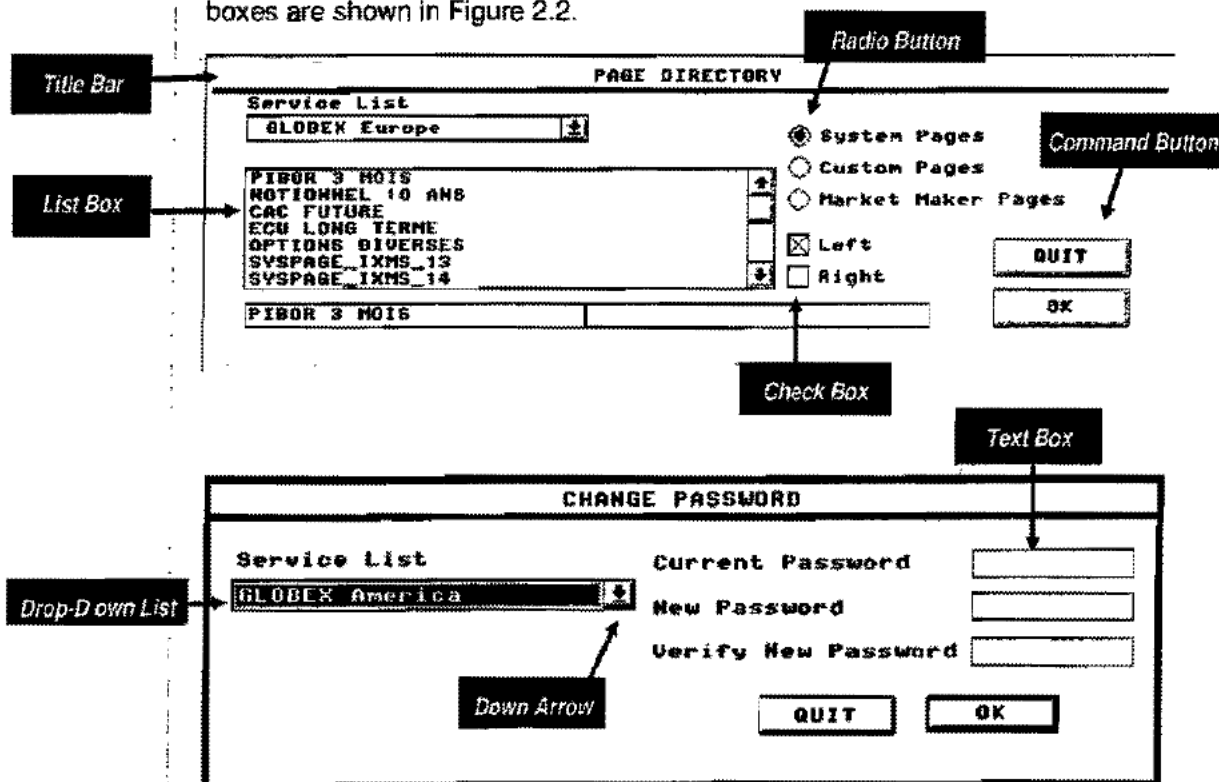 boxes are shown in Figure 2.2.
Radio Button
Title Bar
PAGE DIRECTORY
Service List
GLOBEX Europe
System Pages
Command Button
Custom Pages
List Box
PIBOR 3 MOIS
NOTIONNEL 10 ANS
CAC FUTURE
ECU LONG TERME
OPTIONS DIVERSES
SYSPAGE_IXMS_13
SYSPAGE_IXMS_14
Market Maker Pages
Left
Right
QUIT
OK
PIBOR 3 MOIS
Check Box
Text Box
CHANGE PASSWORD
Service List
Current Password
Drop-Down List
GLOBEX America
New Password
Verify New Password
Down Arrow
QUIT
OK